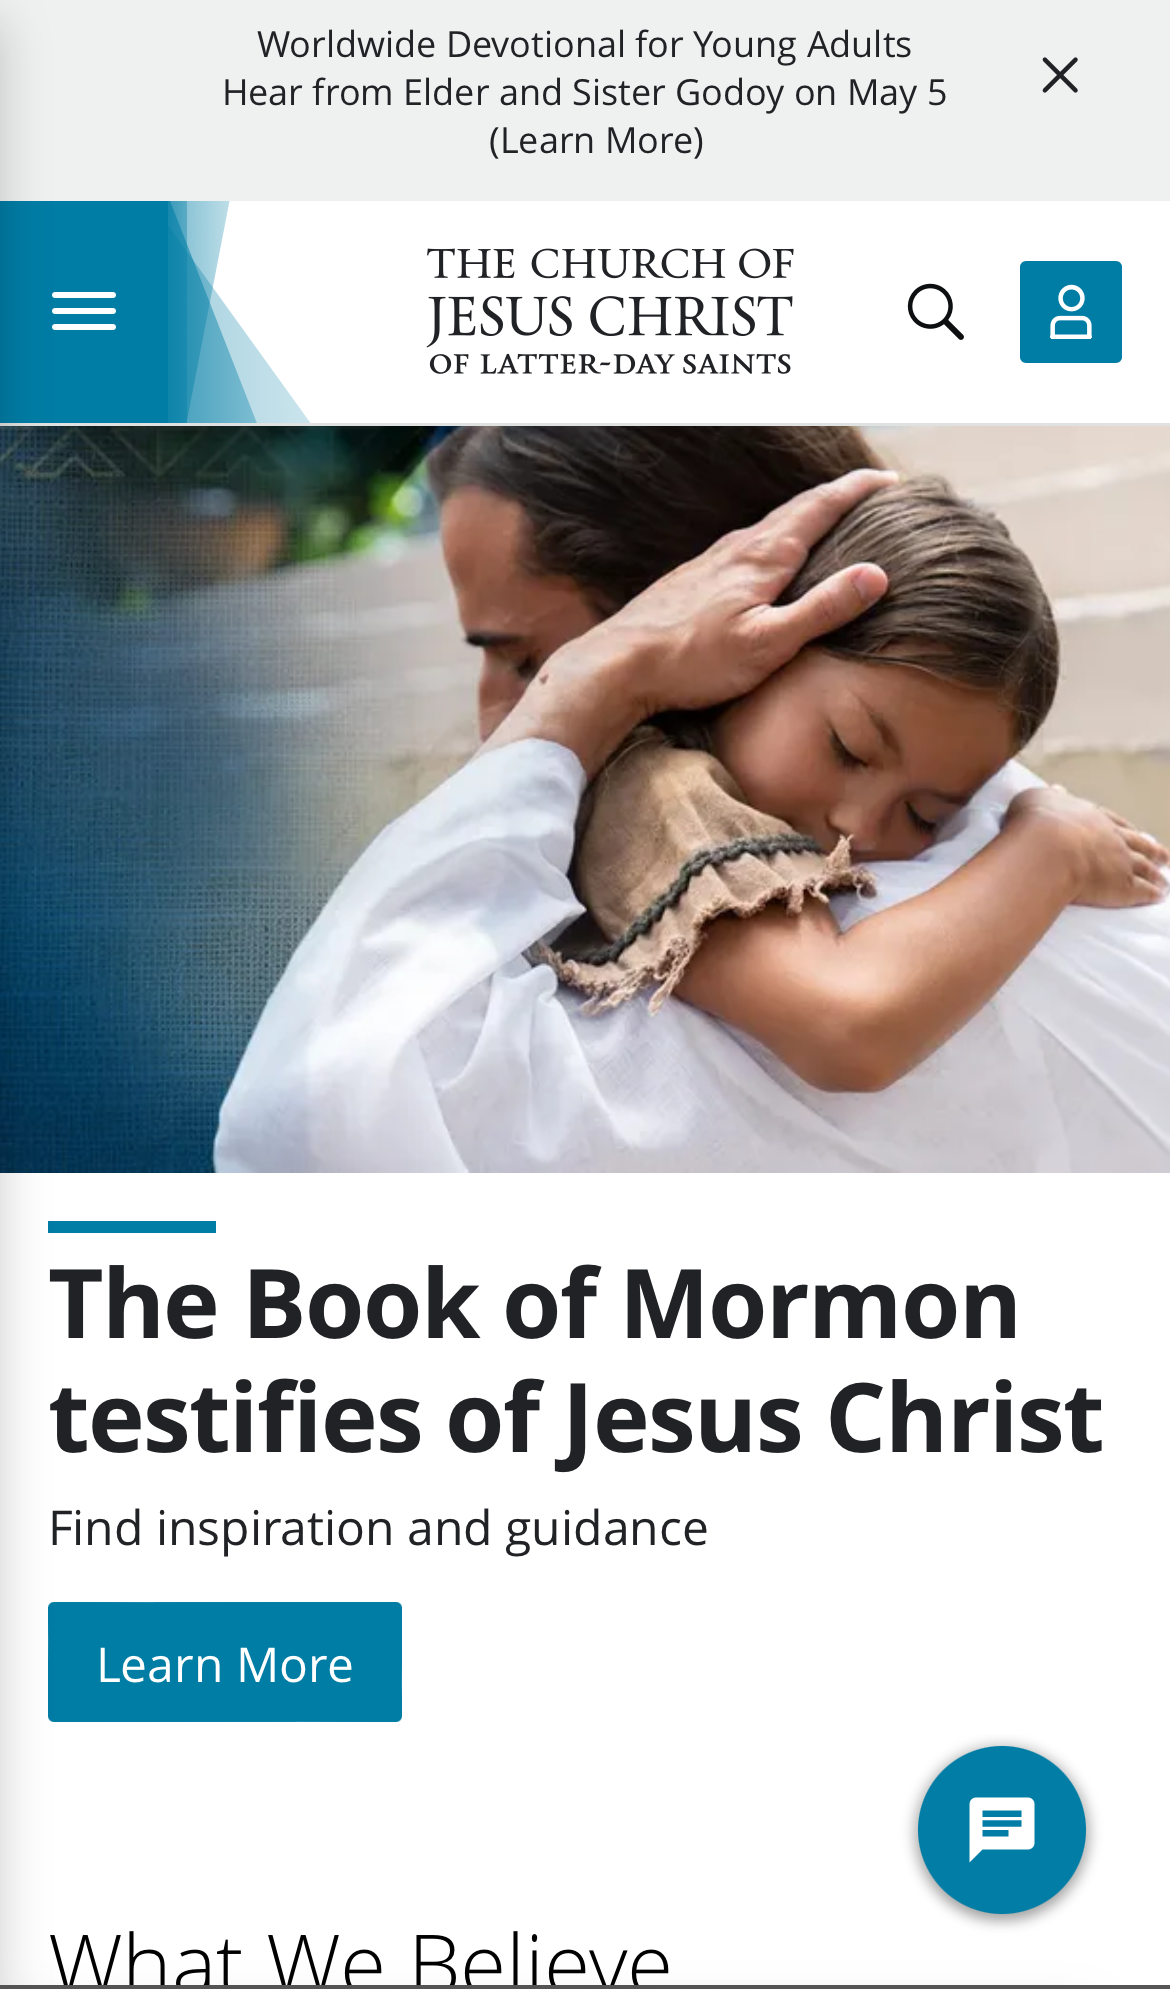 Worldwide Devotional for Young Adults
Hear from Elder and Sister Godoy on May 5
(Learn More)
THE CHURCH OF
JESUS CHRIST
OF LATTER-DAY SAINTS
The Book of Mormon
testifies of Jesus Christ
Find inspiration and guidance
Learn More
What We Believe